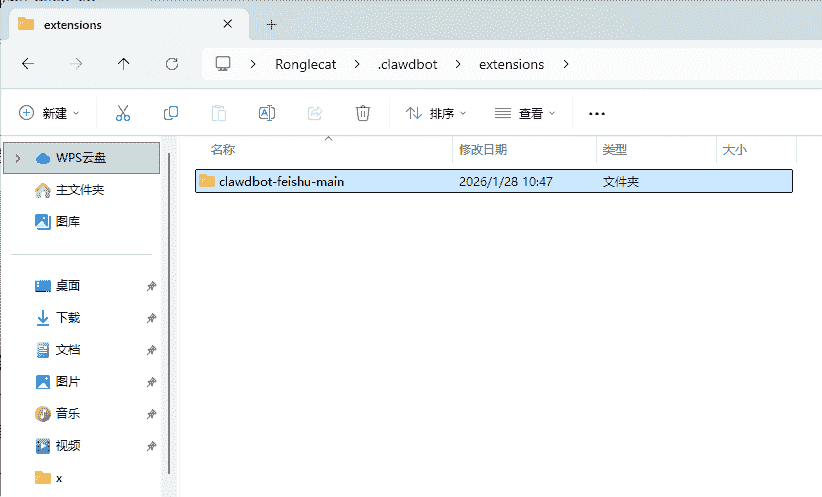 extensions
Ronglecat .clawdbot extensions
新建 排序 查看
名称 修改日期 类型 大小
clawdbot-feishu-main 2026/1/28 10:47 文件夹
WPS云盘
主文件夹
图库
桌面
下载
文档
图片
音乐
视频
x